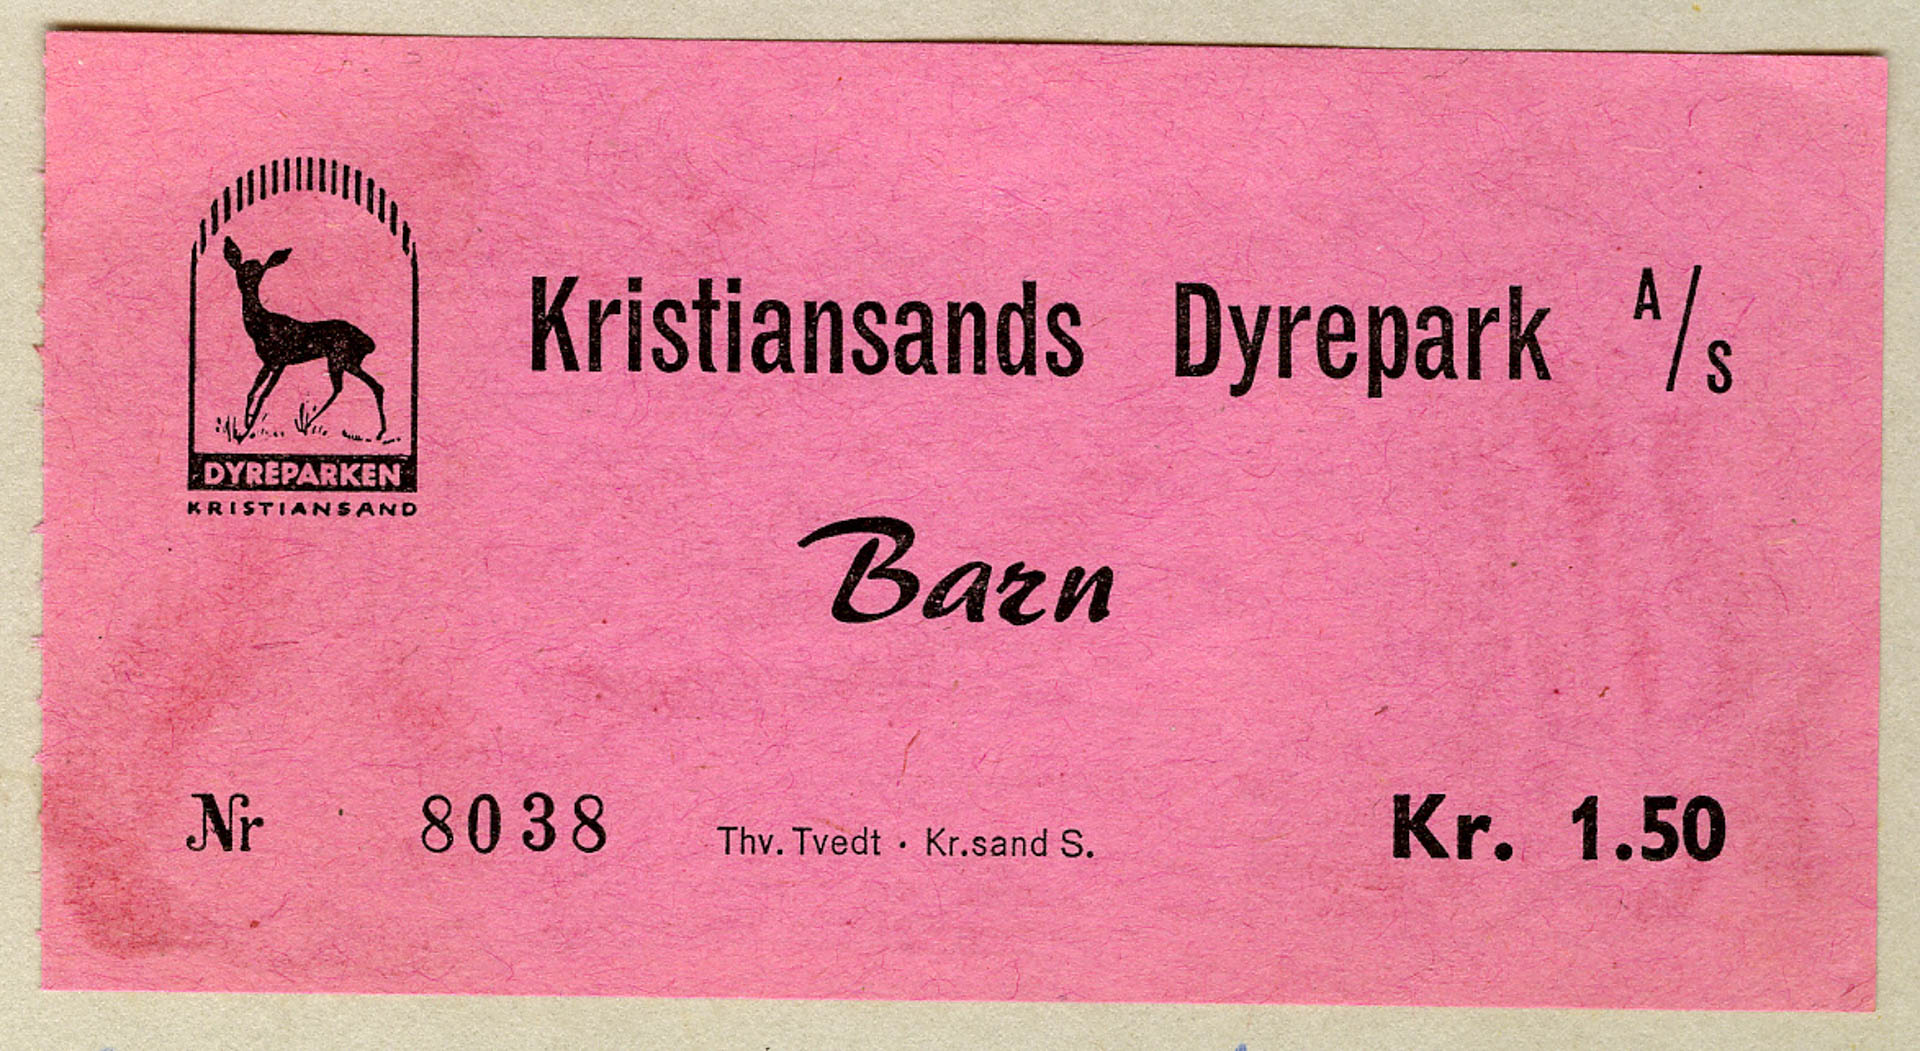 DYREPARKEN
KRISTIANSAND
Kristiansands Dyrepark A/S
Barn
Nr 8038
Thv. Tvedt · Kr.sand S.
Kr. 1.50